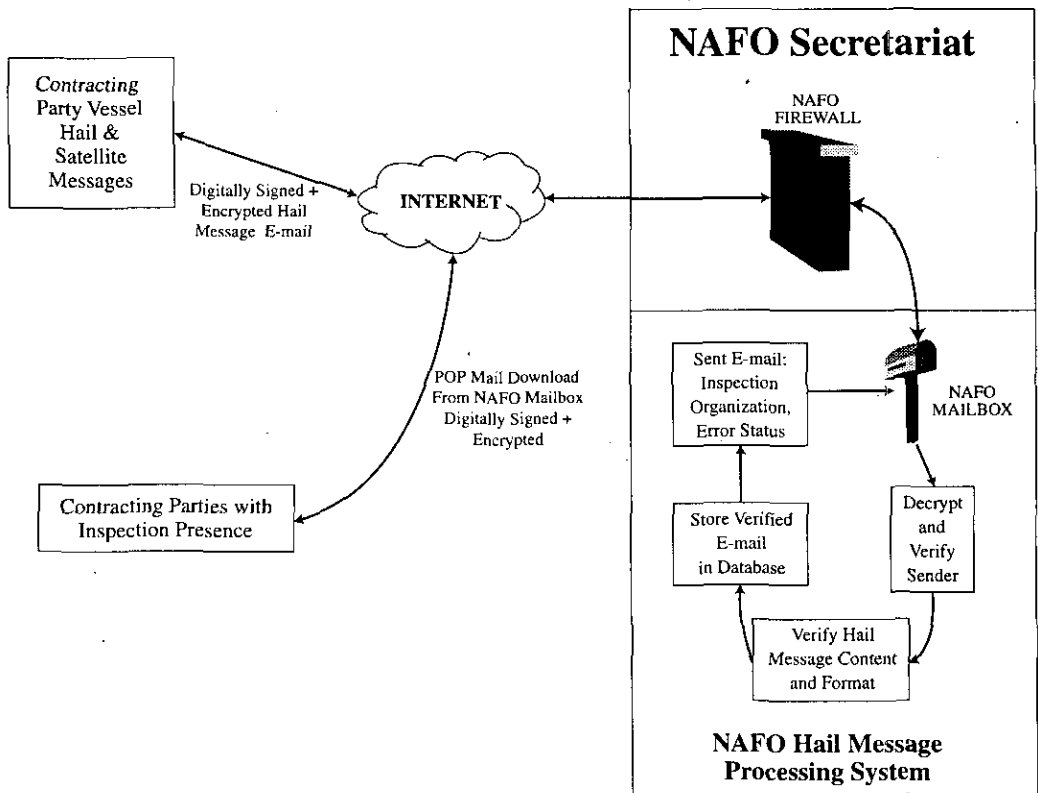 NAFO Secretariat
Contracting
Party Vessel
Hail &
Satellite
Messages
NAFO
FIREWALL
Digitally Signed +
Encrypted Hail
Message E-mail
INTERNET
POP Mail Download
From NAFO Mailbox
Digitally Signed +
Encrypted
Contracting Parties with
Inspection Presence
Sent E-mail:
Inspection
Organization,
Error Status
NAFO
MAILBOX
Store Verified
E-mail
in Database
Decrypt
and
Verify
Sender
Verify Hail
Message Content
and Format
NAFO Hail Message
Processing System